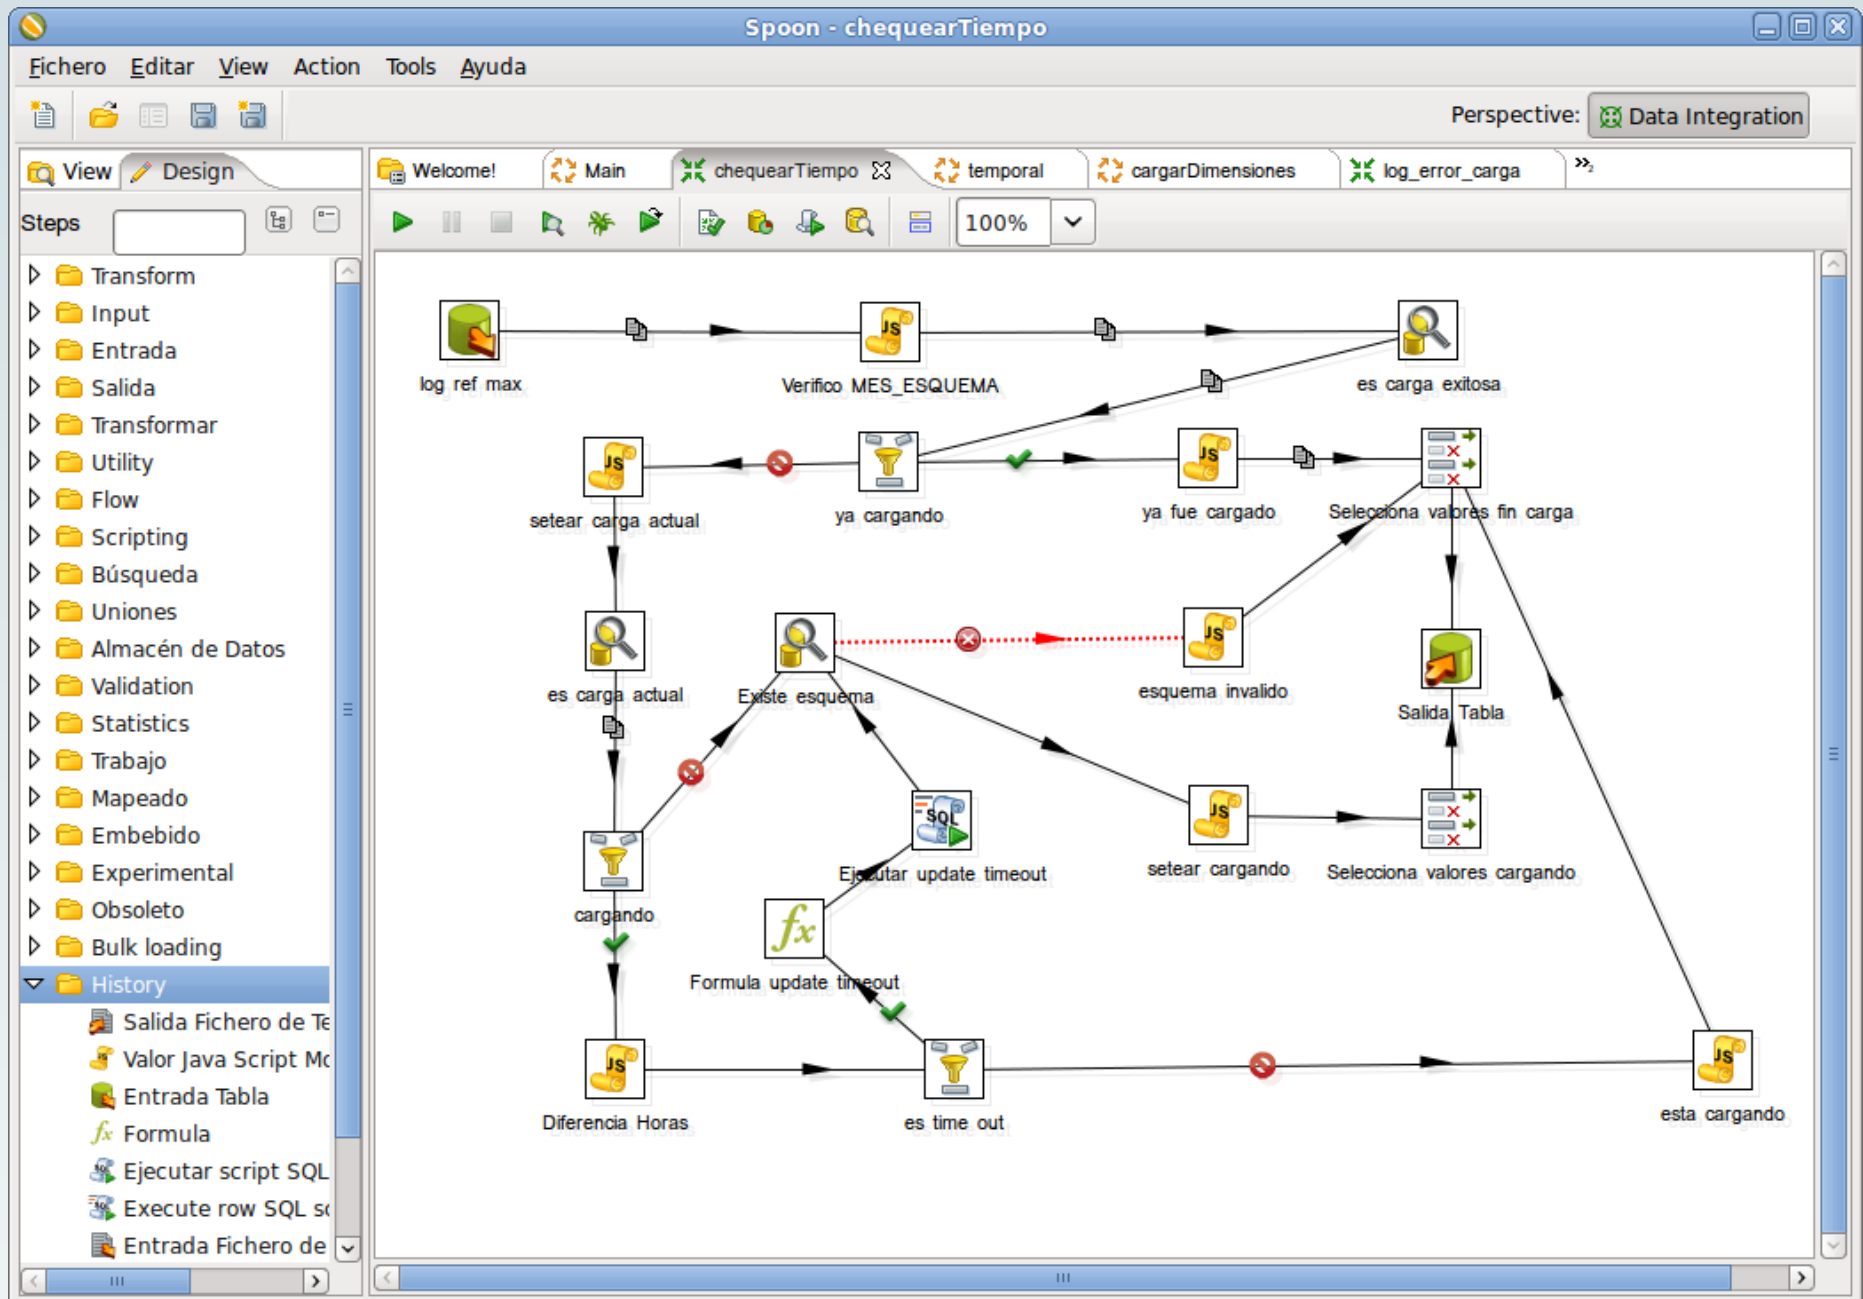 Spoon - chequearTiempo
Fichero Editar View Action Tools Ayuda
Perspective: Data Integration
View Design
Welcome! Main chequearTiempo temporal cargarDimensiones log_error_carga »2
Steps
100%
Transform
Input
Entrada
Salida
Transformar
Utility
Flow
Scripting
Búsqueda
Uniones
Almacén de Datos
Validation
Statistics
Trabajo
Mapeado
Embebido
Experimental
Obsoleto
Bulk loading
History
Salida Fichero de Te
Valor Java Script Mo
Entrada Tabla
Formula
Ejecutar script SQL
Execute row SQL sc
Entrada Fichero de
log ref max
Verifico MES_ESQUEMA
es carga exitosa
setear carga actual
ya cargando
ya fue cargado
Selecciona valores fin carga
es carga actual
Existe esquema
esquema invalido
Salida Tabla
cargando
Ejecutar update timeout
setear cargando
Selecciona valores cargando
Formula update timeout
Diferencia Horas
es time out
esta cargando